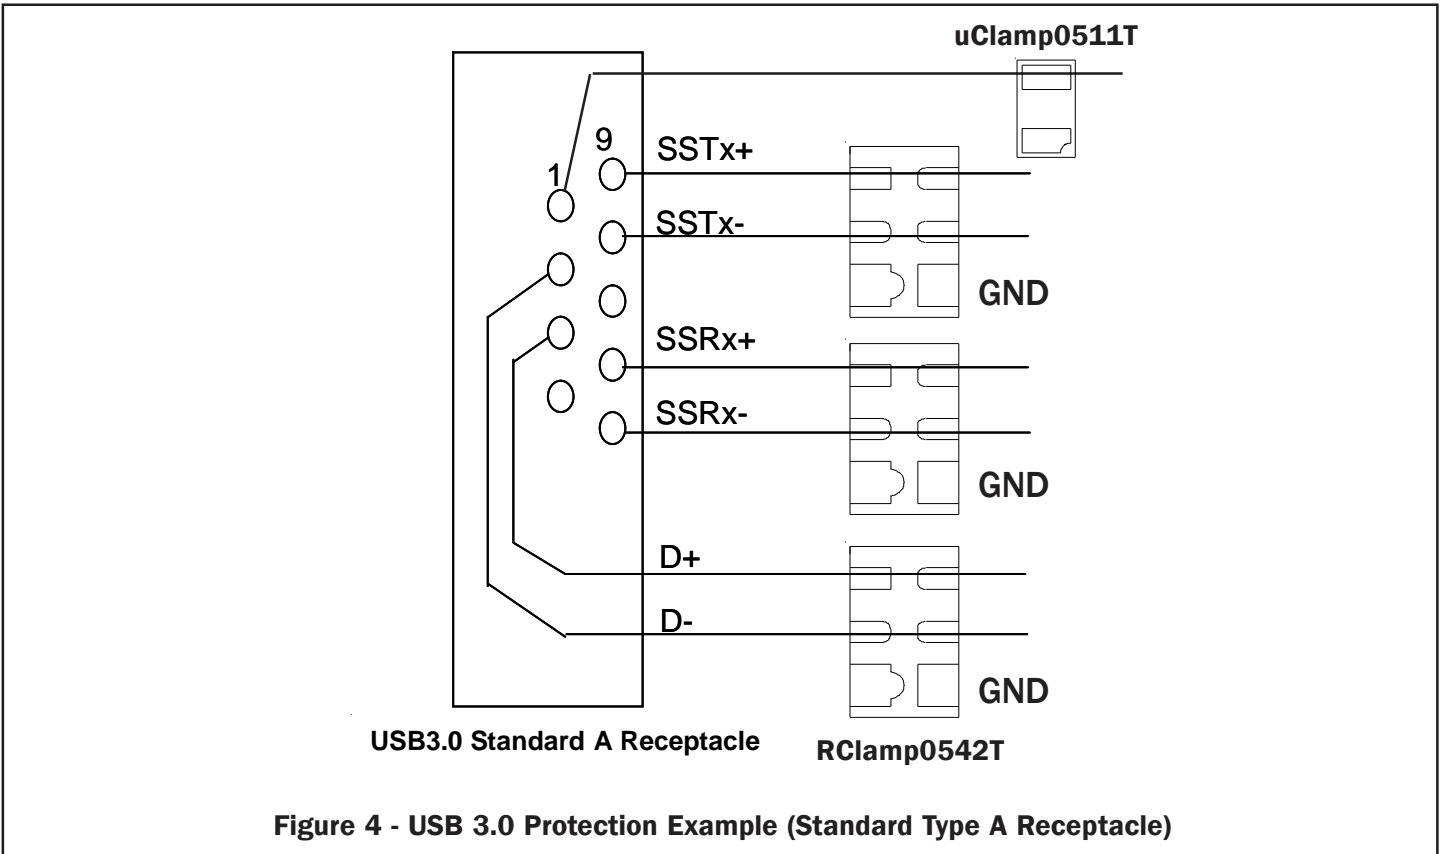 uClamp0511T
9
SSTx+
1
SSTx-
GND
SSRx+
SSRx-
GND
D+
D-
GND
USB3.0 Standard A Receptacle
RClamp0542T
Figure 4 - USB 3.0 Protection Example (Standard Type A Receptacle)